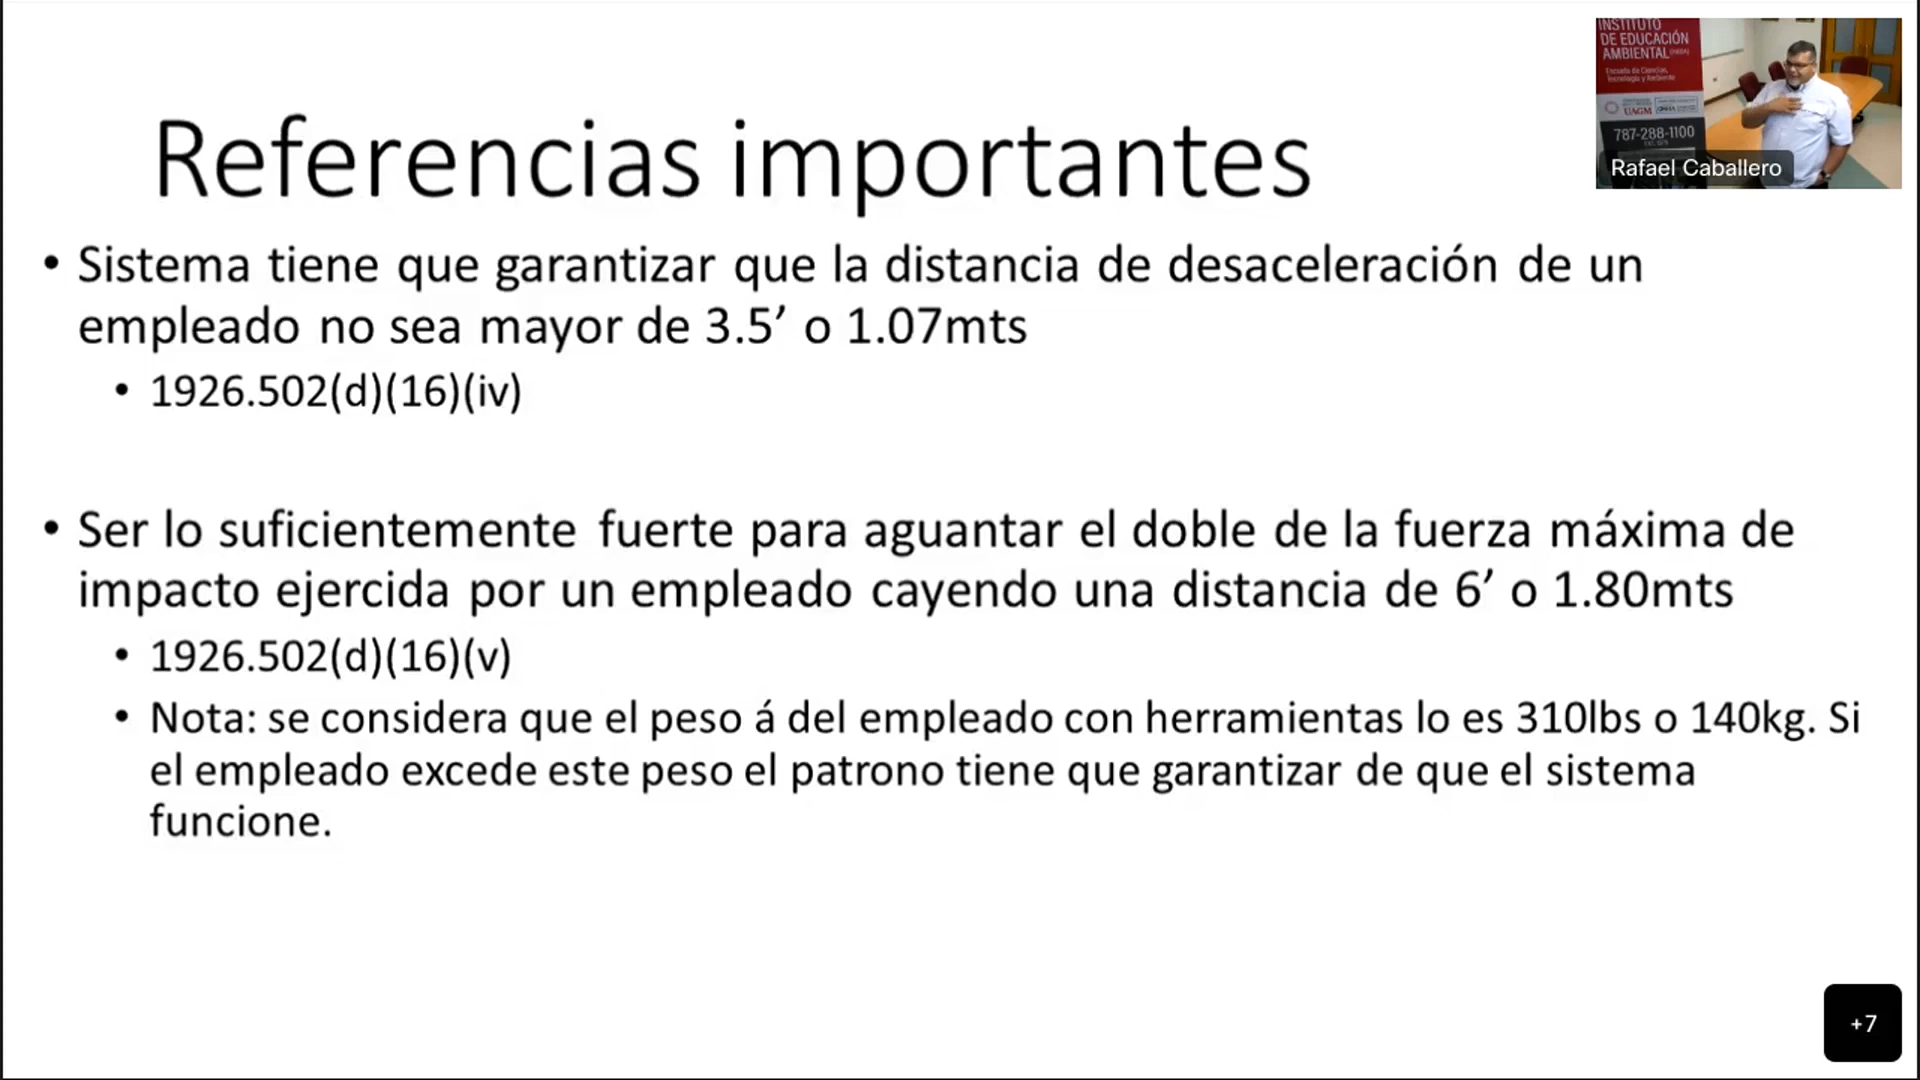 Referencias importantes
• Sistema tiene que garantizar que la distancia de desaceleración de un
empleado no sea mayor de 3.5’ o 1.07mts
• 1926.502(d)(16)(iv)
• Ser lo suficientemente fuerte para aguantar el doble de la fuerza máxima de
impacto ejercida por un empleado cayendo una distancia de 6’ o 1.80mts
• 1926.502(d)(16)(v)
• Nota: se considera que el peso á del empleado con herramientas lo es 310lbs o 140kg. Si
el empleado excede este peso el patrono tiene que garantizar de que el sistema
funcione.
INSTITUTO
DE EDUCACIÓN
AMBIENTAL
Escuela de Ciencias,
Tecnología y Ambiente
UAGM
OSHA
787-288-1100
Rafael Caballero
+7